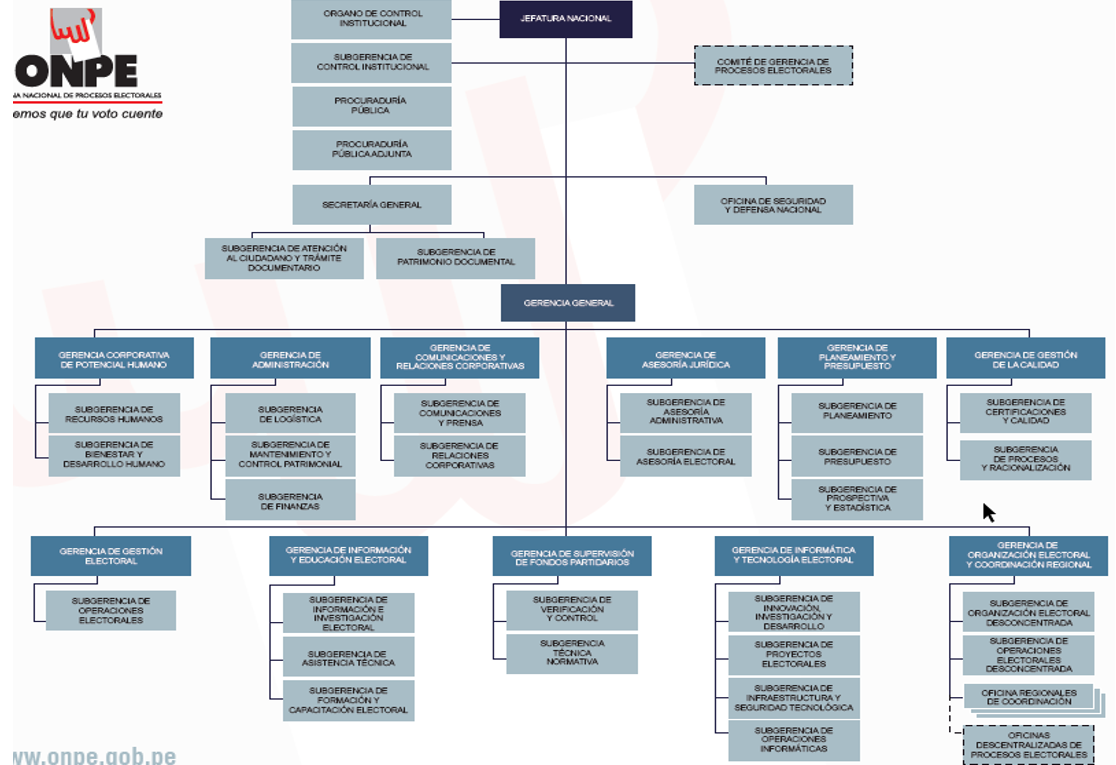 ONPE
NA NACIONAL DE PROCESOS ELECTORALES
emos que tu voto cuente
ORGANO DE CONTROL
INSTITUCIONAL
JEFATURA NACIONAL
SUBGERENCIA DE
CONTROL INSTITUCIONAL
COMITÉ DE GERENCIA DE
PROCESOS ELECTORALES
PROCURADURÍA
PÚBLICA
PROCURADURÍA
PÚBLICA ADJUNTA
SECRETARÍA GENERAL
OFICINA DE SEGURIDAD
Y DEFENSA NACIONAL
SUBGERENCIA DE ATENCIÓN
AL CIUDADANO Y TRÁMITE
DOCUMENTARIO
SUBGERENCIA DE
PATRIMONIO DOCUMENTAL
GERENCIA GENERAL
GERENCIA CORPORATIVA
DE POTENCIAL HUMANO
SUBGERENCIA DE
RECURSOS HUMANOS
SUBGERENCIA DE
BIENESTAR Y
DESARROLLO HUMANO
GERENCIA DE
ADMINISTRACIÓN
SUBGERENCIA
DE LOGÍSTICA
SUBGERENCIA DE
MANTENIMIENTO Y
CONTROL PATRIMONIAL
SUBGERENCIA
DE FINANZAS
GERENCIA DE
COMUNICACIONES Y
RELACIONES CORPORATIVAS
SUBGERENCIA DE
COMUNICACIONES
Y PRENSA
SUBGERENCIA DE
RELACIONES
CORPORATIVAS
GERENCIA DE
ASESORÍA JURÍDICA
SUBGERENCIA DE
ASESORÍA
ADMINISTRATIVA
SUBGERENCIA DE
ASESORÍA ELECTORAL
GERENCIA DE
PLANEAMIENTO Y
PRESUPUESTO
SUBGERENCIA DE
PLANEAMIENTO
SUBGERENCIA DE
PRESUPUESTO
SUBGERENCIA DE
PROSPECTIVA
Y ESTADÍSTICA
GERENCIA DE GESTIÓN
DE LA CALIDAD
SUBGERENCIA DE
CERTIFICACIONES
Y CALIDAD
SUBGERENCIA
DE PROCESOS
Y RACIONALIZACIÓN
GERENCIA DE GESTIÓN
ELECTORAL
SUBGERENCIA DE
OPERACIONES
ELECTORALES
GERENCIA DE INFORMACIÓN
Y EDUCACIÓN ELECTORAL
SUBGERENCIA DE
INFORMACIÓN E
INVESTIGACIÓN
ELECTORAL
SUBGERENCIA DE
ASISTENCIA TÉCNICA
SUBGERENCIA DE
FORMACIÓN Y
CAPACITACIÓN ELECTORAL
GERENCIA DE SUPERVISIÓN
DE FONDOS PARTIDARIOS
SUBGERENCIA DE
VERIFICACIÓN
Y CONTROL
SUBGERENCIA
TÉCNICA
NORMATIVA
GERENCIA DE INFORMÁTICA
Y TECNOLOGÍA ELECTORAL
SUBGERENCIA DE
INNOVACIÓN,
INVESTIGACIÓN Y
DESARROLLO
SUBGERENCIA DE
PROYECTOS
ELECTORALES
SUBGERENCIA DE
INFRAESTRUCTURA Y
SEGURIDAD TECNOLÓGICA
SUBGERENCIA DE
OPERACIONES
INFORMÁTICAS
GERENCIA DE
ORGANIZACIÓN ELECTORAL
Y COORDINACIÓN REGIONAL
SUBGERENCIA DE
ORGANIZACIÓN ELECTORAL
DESCONCENTRADA
SUBGERENCIA DE
OPERACIONES
ELECTORALES
DESCONCENTRADA
OFICINA REGIONALES
DE COORDINACIÓN
OFICINAS
DESCENTRALIZADAS DE
PROCESOS ELECTORALES
ww.onpe.gob.pe